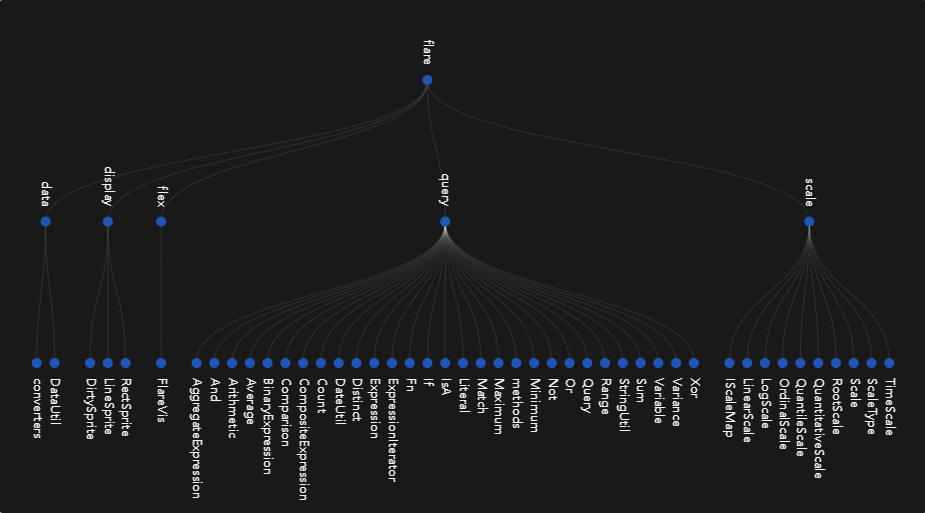 flare
data
display
flex
query
scale
converters
DataUtil
DirtySprite
LineSprite
RectSprite
FlareVis
AggregateExpression
And
Arithmetic
Average
BinaryExpression
Comparison
CompositeExpression
Count
DateUtil
Distinct
Expression
ExpressionIterator
Fn
If
IsA
Literal
Match
Maximum
methods
Minimum
Not
Or
Query
Range
StringUtil
Sum
Variable
Variance
Xor
IScaleMap
LinearScale
LogScale
OrdinalScale
QuantileScale
QuantitativeScale
RootScale
Scale
ScaleType
TimeScale